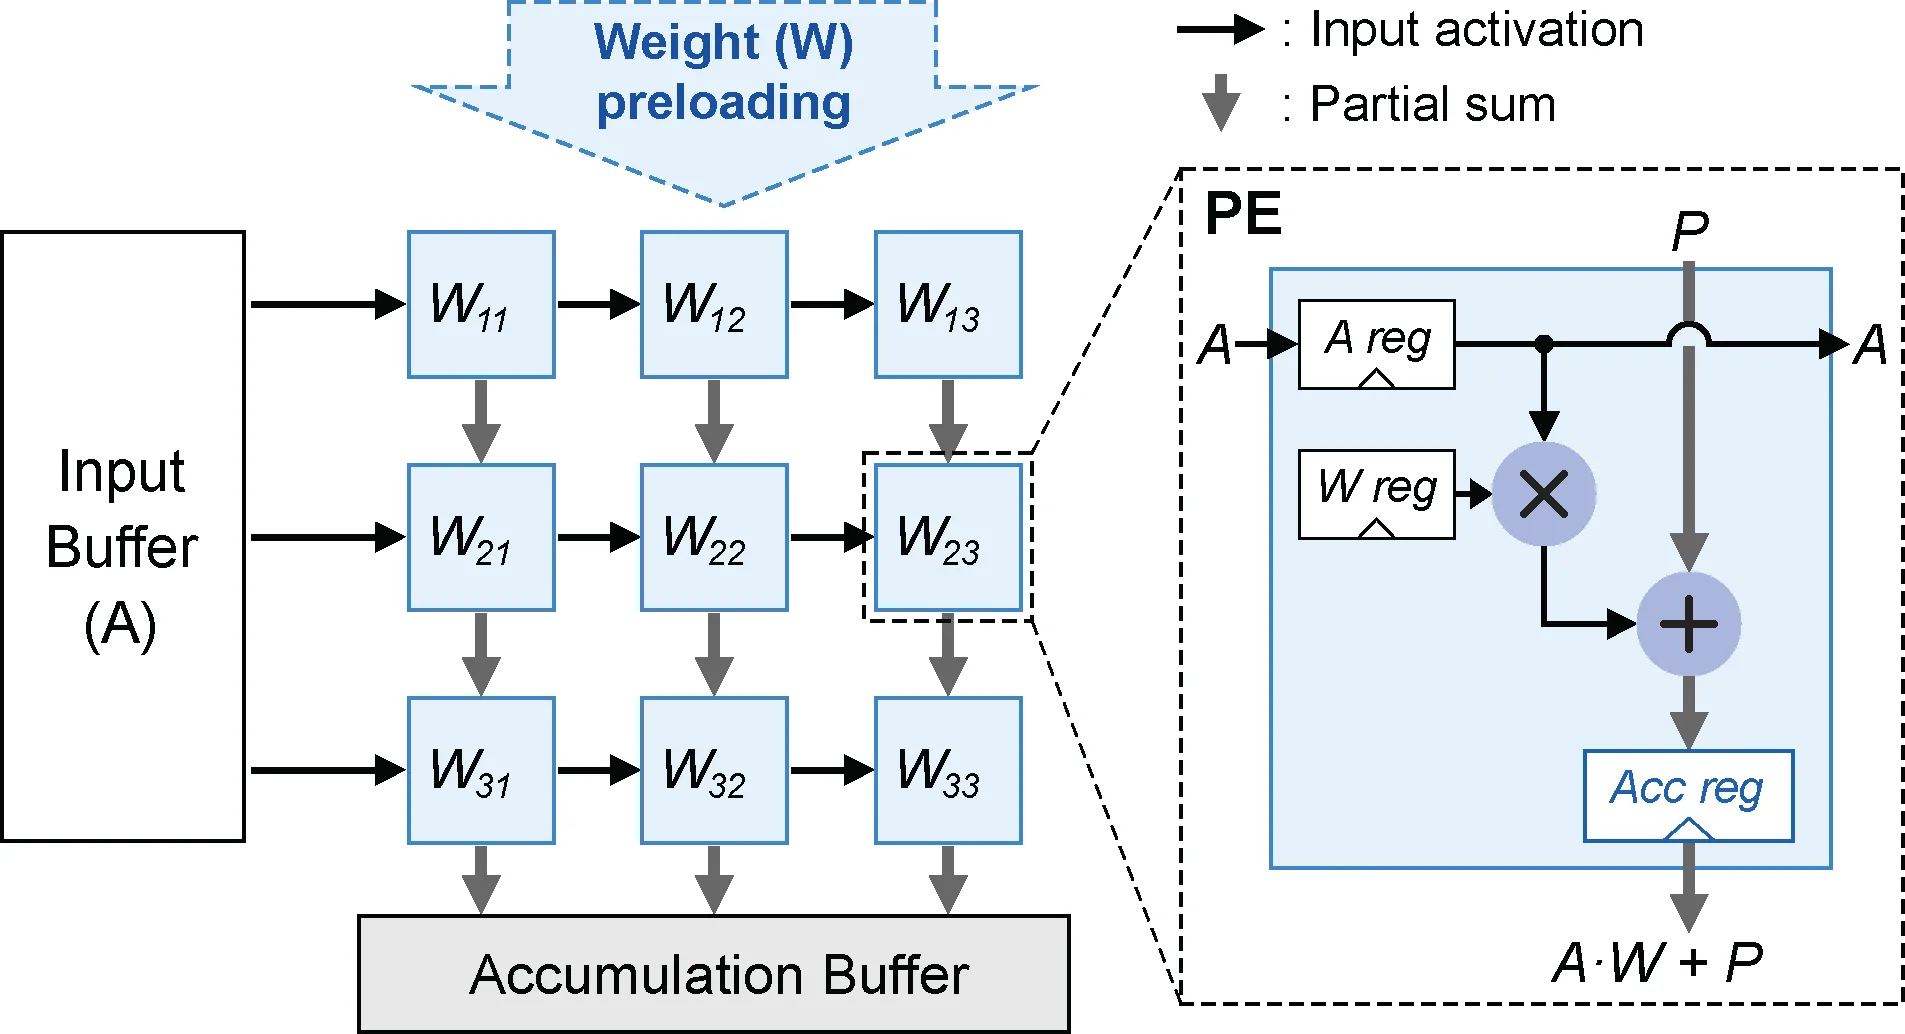 Weight (W)
preloading
: Input activation
: Partial sum
Input
Buffer
(A)
W11 W12 W13
W21 W22 W23
W31 W32 W33
Accumulation Buffer
PE
P
A A reg A
W reg
×
+
Acc reg
A·W + P